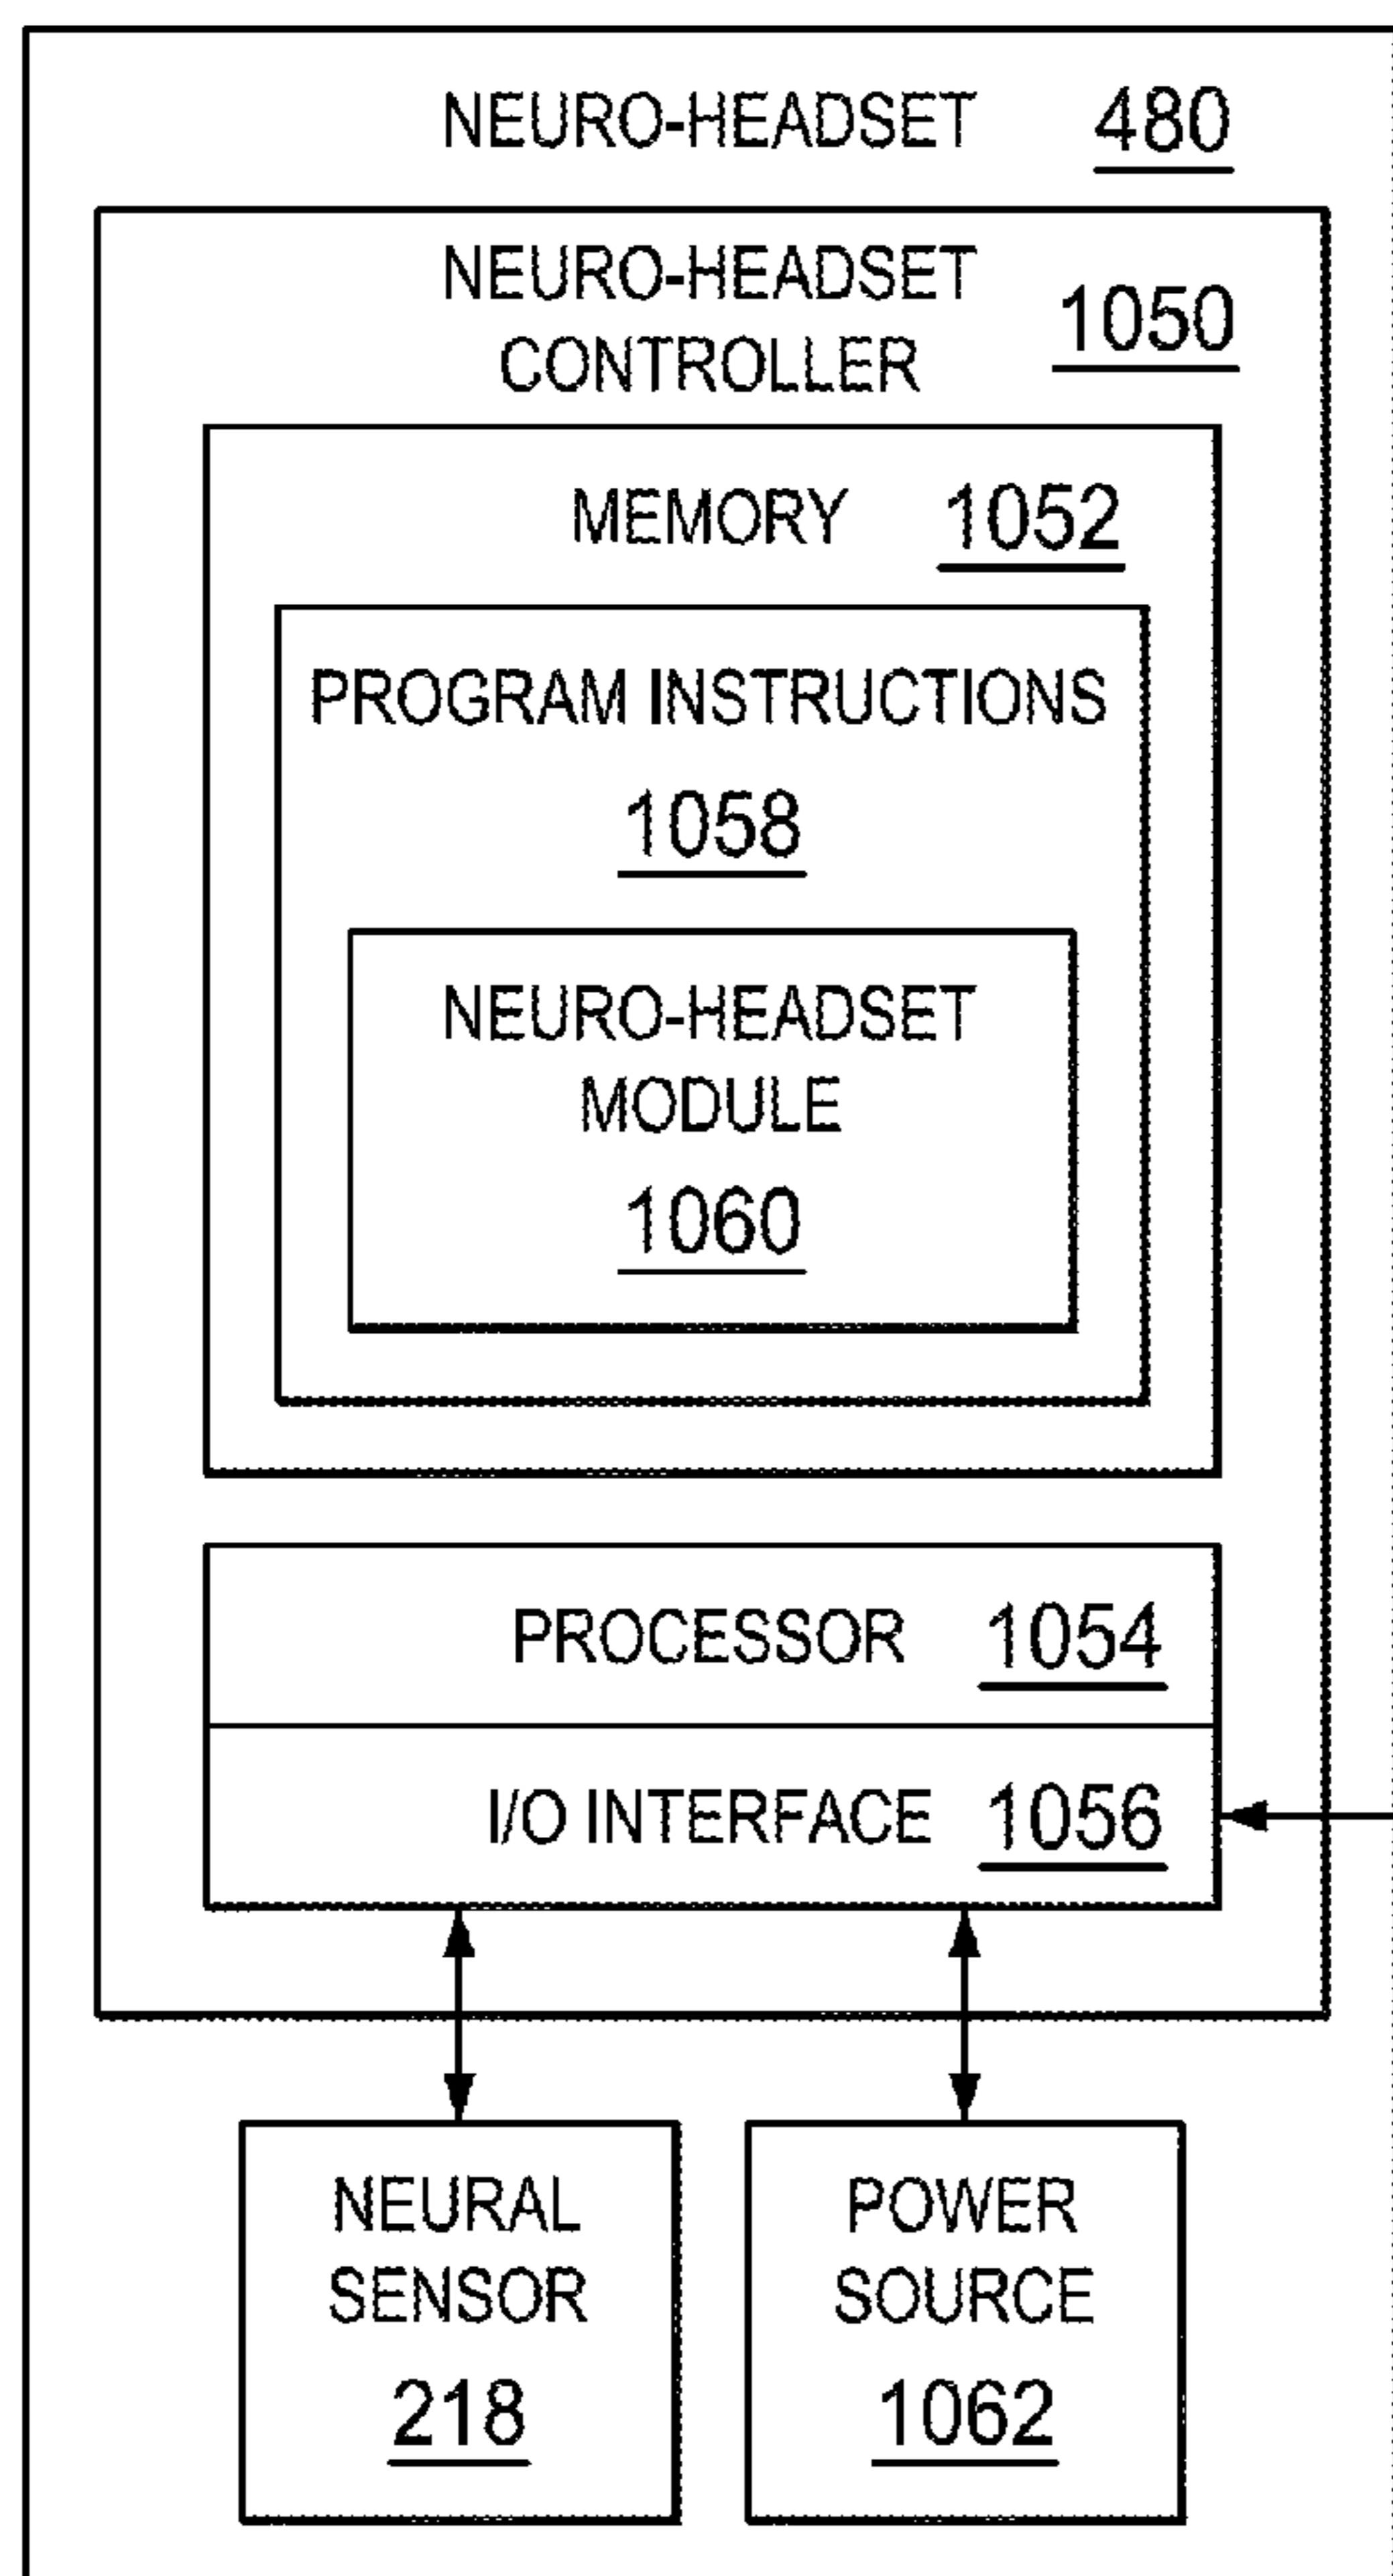 NEURO-HEADSET 480
NEURO-HEADSET
CONTROLLER 1050
MEMORY 1052
PROGRAM INSTRUCTIONS
1058
NEURO-HEADSET
MODULE
1060
PROCESSOR 1054
I/O INTERFACE 1056
NEURAL
SENSOR
218
POWER
SOURCE
1062